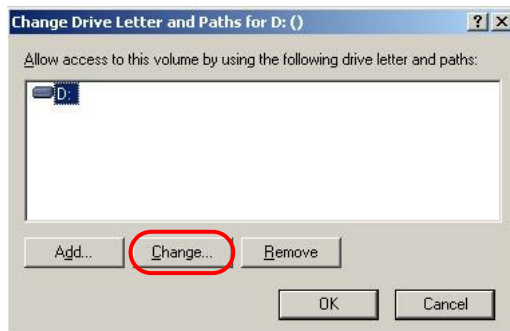 Change Drive Letter and Paths for D: ()
? X
Allow access to this volume by using the following drive letter and paths:
D:
Add... Change... Remove
OK Cancel